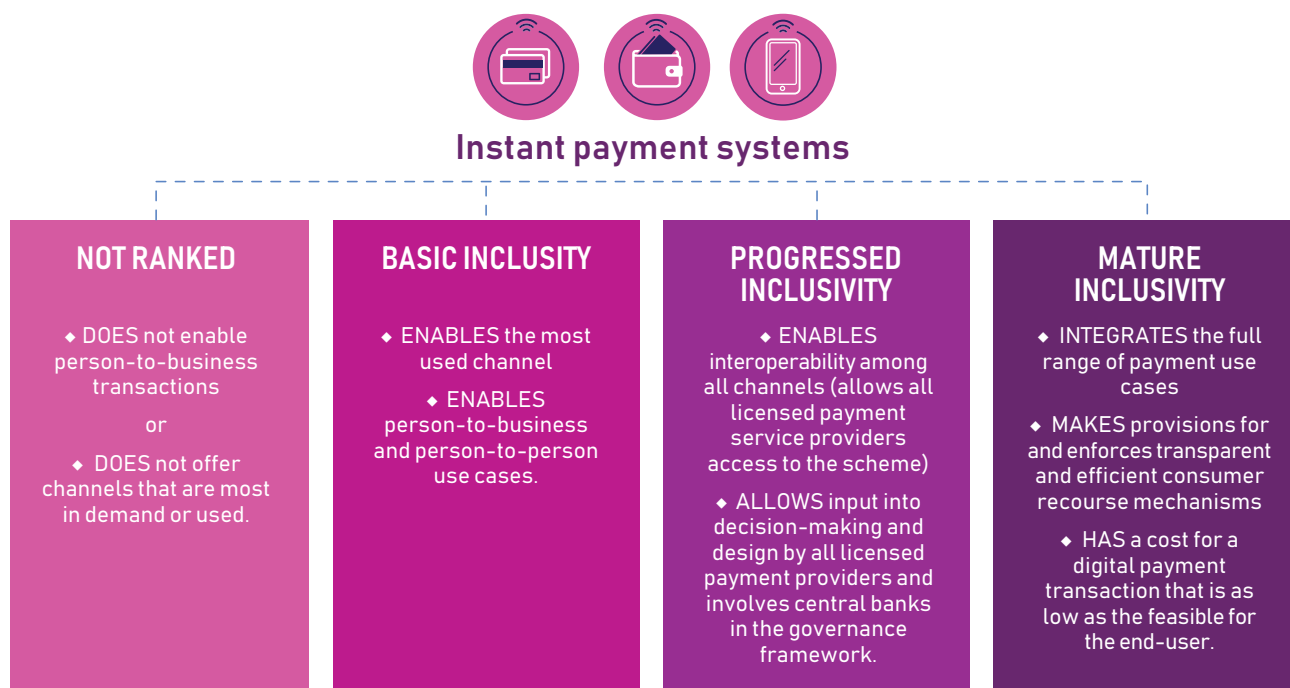 Instant payment systems
NOT RANKED
◆ DOES not enable
person-to-business
transactions
or
◆ DOES not offer
channels that are most
in demand or used.
BASIC INCLUSITY
◆ ENABLES the most
used channel
◆ ENABLES
person-to-business
and person-to-person
use cases.
PROGRESSED
INCLUSIVITY
◆ ENABLES
interoperability among
all channels (allows all
licensed payment
service providers
access to the scheme)
◆ ALLOWS input into
decision-making and
design by all licensed
payment providers and
involves central banks
in the governance
framework.
MATURE
INCLUSIVITY
◆ INTEGRATES the full
range of payment use
cases
◆ MAKES provisions for
and enforces transparent
and efficient consumer
recourse mechanisms
◆ HAS a cost for a
digital payment
transaction that is as
low as the feasible for
the end-user.